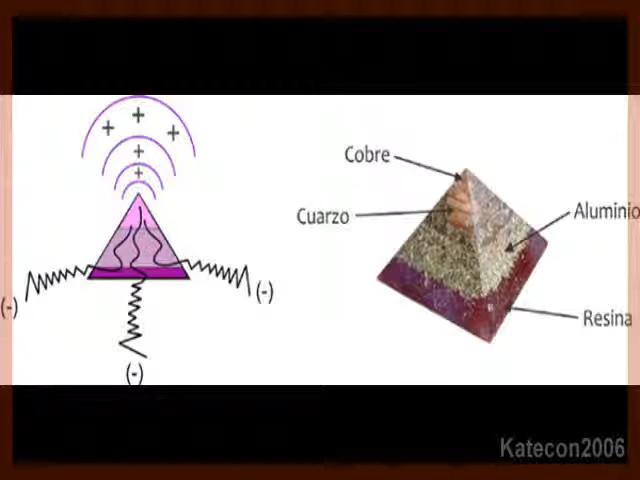 +
+ +
+
+
(-)
(-)
(-)
Cobre
Cuarzo
Aluminio
Resina
Katecon2006